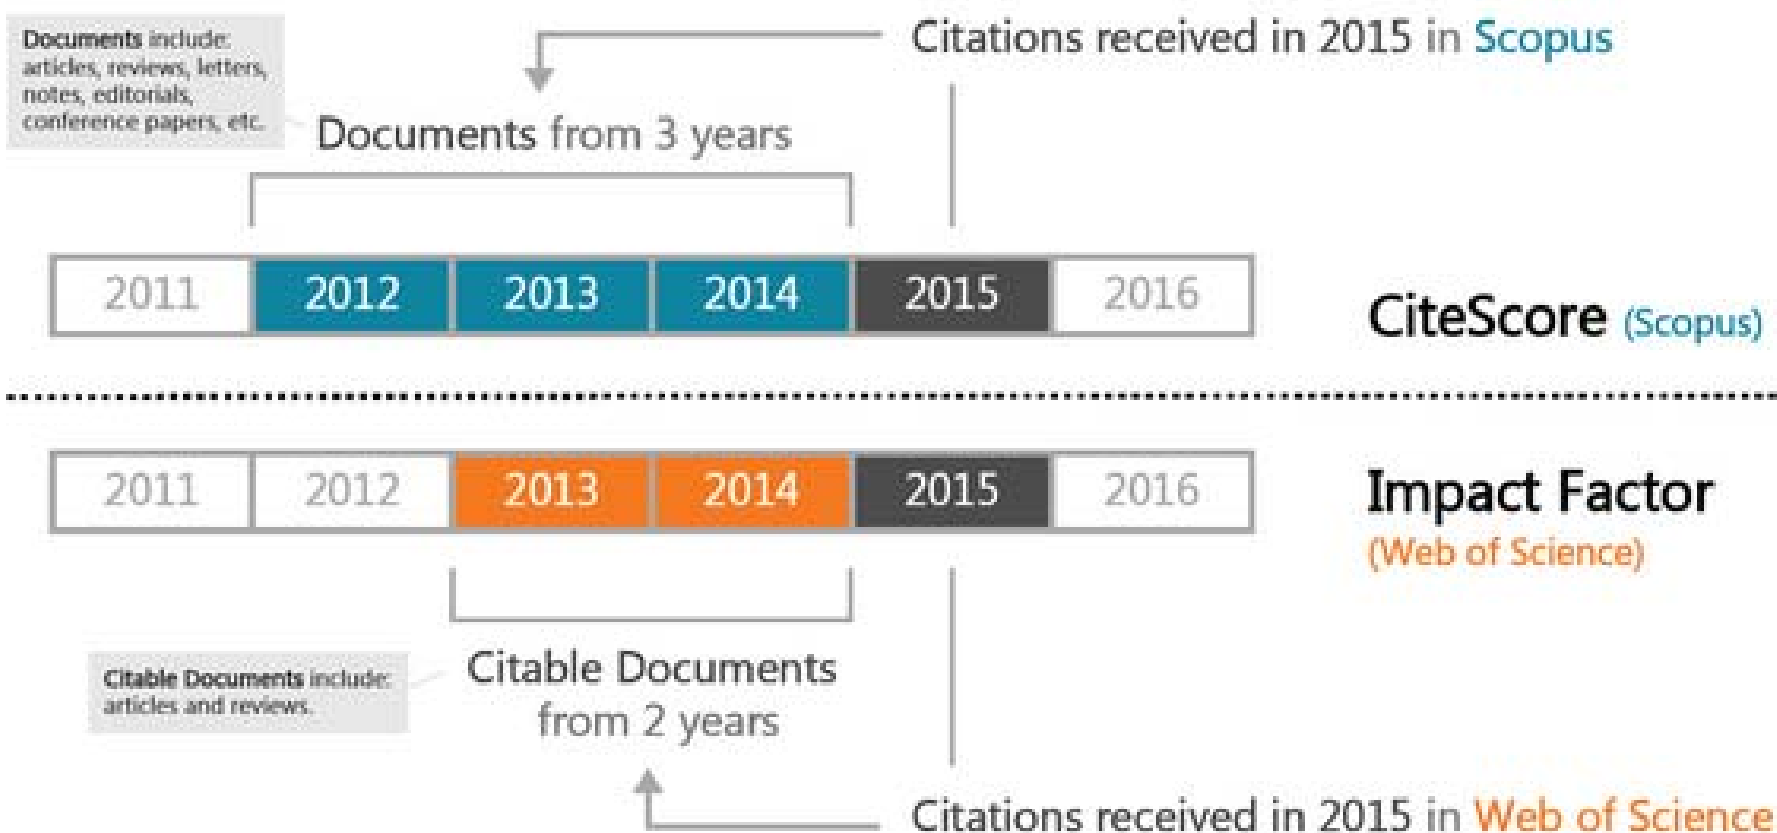 Documents include:
articles, reviews, letters,
notes, editorials,
conference papers, etc.
Citations received in 2015 in Scopus
Documents from 3 years
2011 2012 2013 2014 2015 2016
CiteScore (Scopus)
2011 2012 2013 2014 2015 2016
Impact Factor
(Web of Science)
Citable Documents include:
articles and reviews.
Citable Documents
from 2 years
Citations received in 2015 in Web of Science